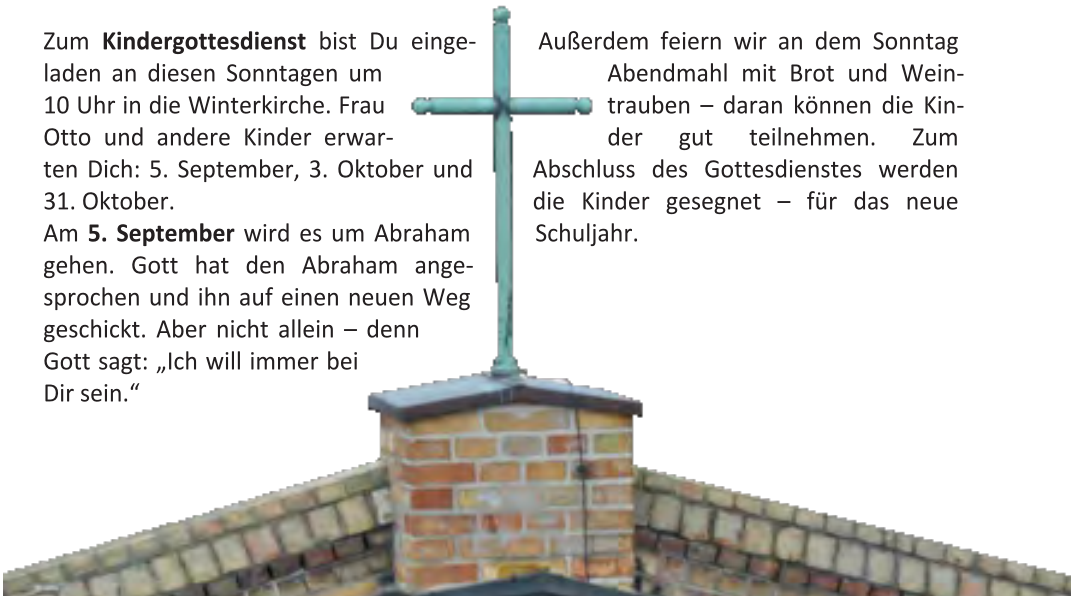 Zum Kindergottesdienst bist Du einge-
laden an diesen Sonntagen um
10 Uhr in die Winterkirche. Frau
Otto und andere Kinder erwar-
ten Dich: 5. September, 3. Oktober und
31. Oktober.
Am 5. September wird es um Abraham
gehen. Gott hat den Abraham ange-
sprochen und ihn auf einen neuen Weg
geschickt. Aber nicht allein – denn
Gott sagt: „Ich will immer bei
Dir sein.“
Außerdem feiern wir an dem Sonntag
Abendmahl mit Brot und Wein-
trauben – daran können die Kin-
der gut teilnehmen. Zum
Abschluss des Gottesdienstes werden
die Kinder gesegnet – für das neue
Schuljahr.